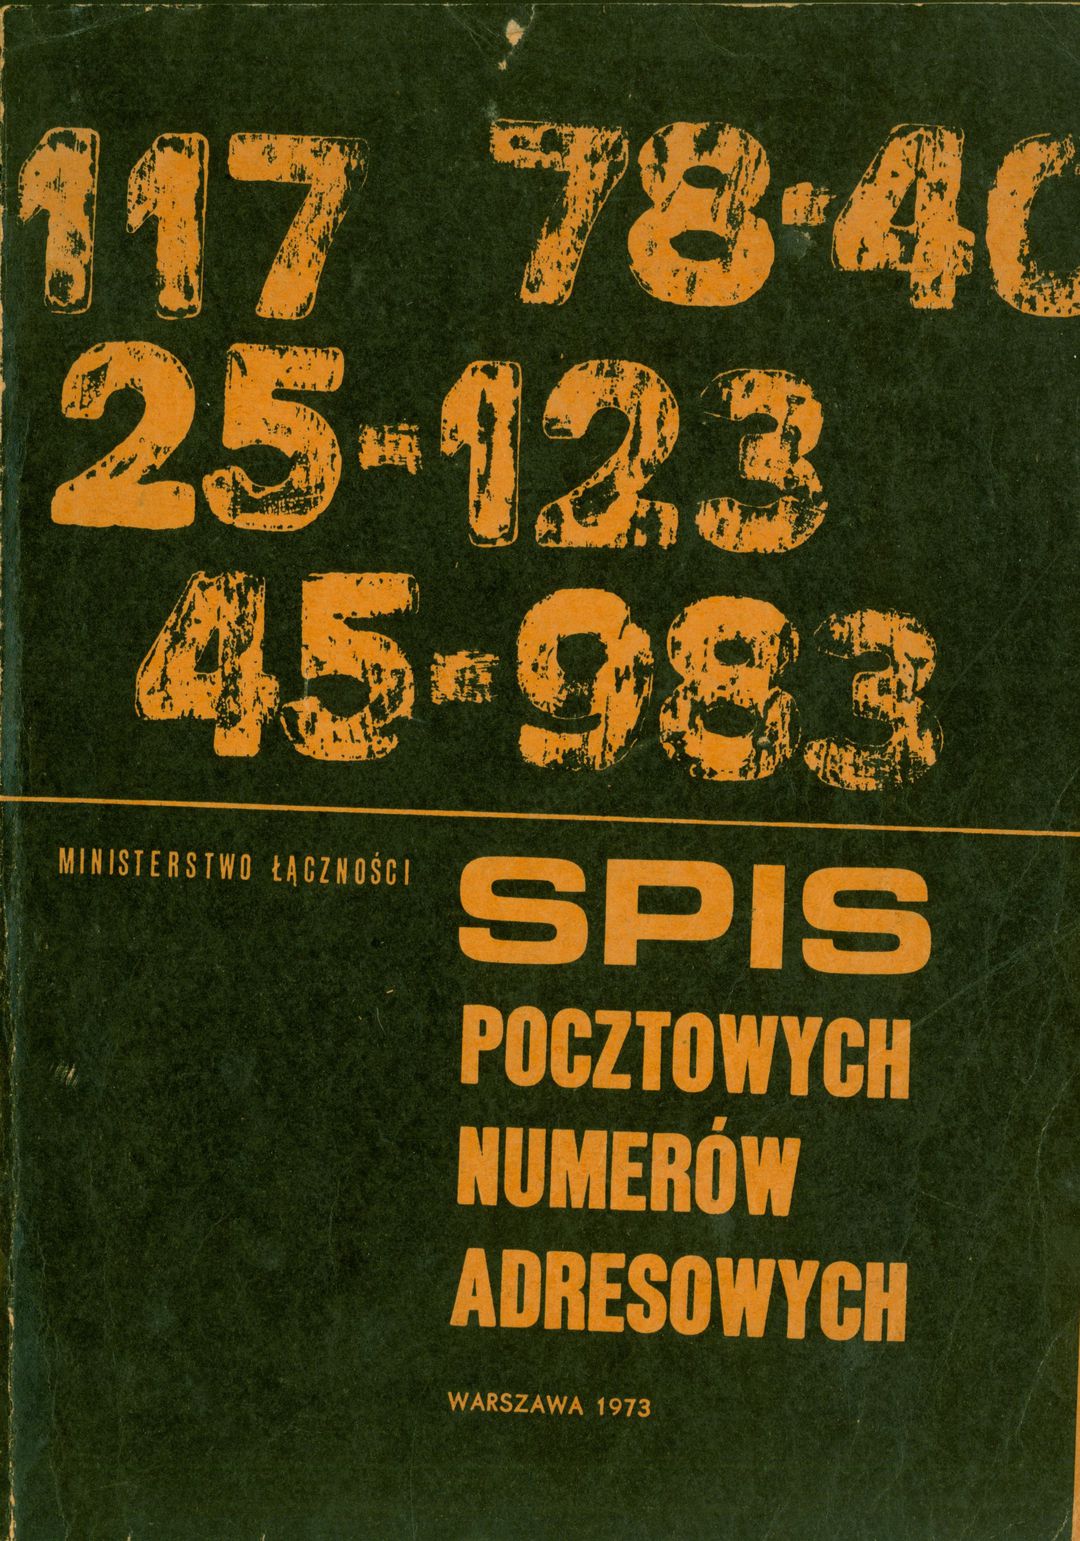 117 78-40
25-123
45-983
MINISTERSTWO ŁĄCZNOŚCI
SPIS
POCZTOWYCH
NUMERÓW
ADRESOWYCH
WARSZAWA 1973